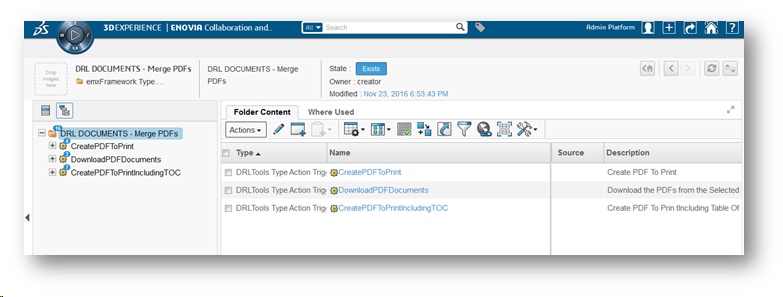 3DEXPERIENCE | ENOVIA Collaboration and..
All
Search
Admin Platform
Drop images here
DRL DOCUMENTS - Merge PDFs
emxFramework.Type....
DRL DOCUMENTS - Merge PDFs
State : Exists
Owner : creator
Modified : Nov 23, 2016 6:53:43 PM
DRL DOCUMENTS - Merge PDFs
CreatePDFToPrint
DownloadPDFDocuments
CreatePDFToPrintIncludingTOC
Folder Content
Where Used
Actions
Type Name Source Description
DRLTools Type Action Trig CreatePDFToPrint Create PDF To Print
DRLTools Type Action Trig DownloadPDFDocuments Download the PDFs from the Selected
DRLTools Type Action Trig CreatePDFToPrintIncludingTOC Create PDF To Prin tIncluding Table Of